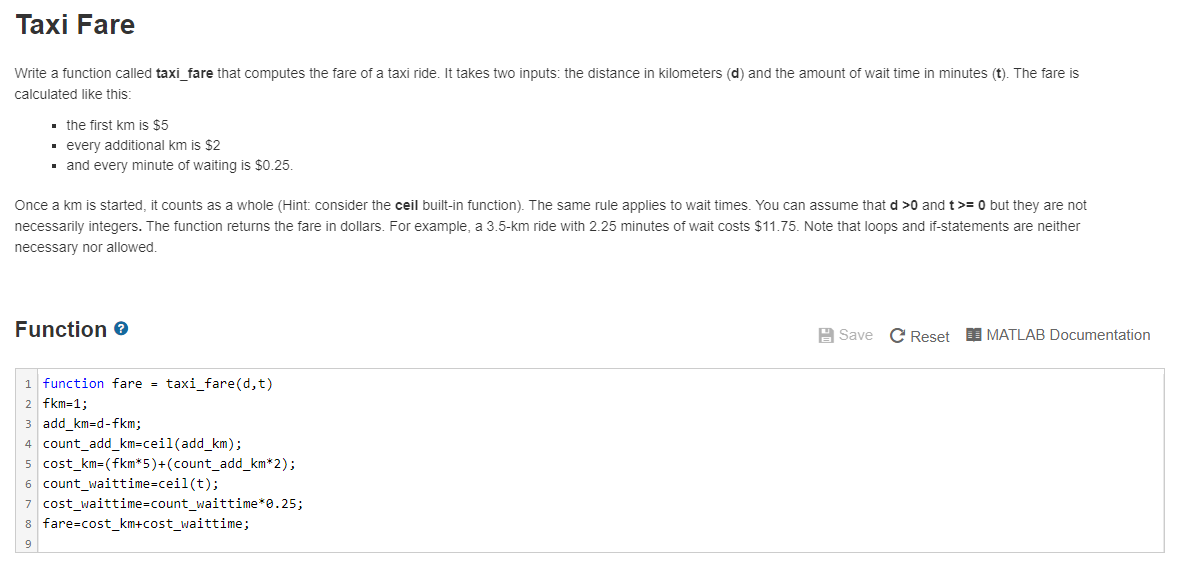 Taxi Fare
Write a function called taxi_fare that computes the fare of a taxi ride. It takes two inputs: the distance in kilometers (d) and the amount of wait time in minutes (t). The fare is
calculated like this:
▪ the first km is $5
▪ every additional km is $2
▪ and every minute of waiting is $0.25.
Once a km is started, it counts as a whole (Hint: consider the ceil built-in function). The same rule applies to wait times. You can assume that d >0 and t >= 0 but they are not
necessarily integers. The function returns the fare in dollars. For example, a 3.5-km ride with 2.25 minutes of wait costs $11.75. Note that loops and if-statements are neither
necessary nor allowed.
Function ?
Save Reset MATLAB Documentation
1 function fare = taxi_fare(d,t)
2 fkm=1;
3 add_km=d-fkm;
4 count_add_km=ceil(add_km);
5 cost_km=(fkm*5)+(count_add_km*2);
6 count_waittime=ceil(t);
7 cost_waittime=count_waittime*0.25;
8 fare=cost_km+cost_waittime;
9